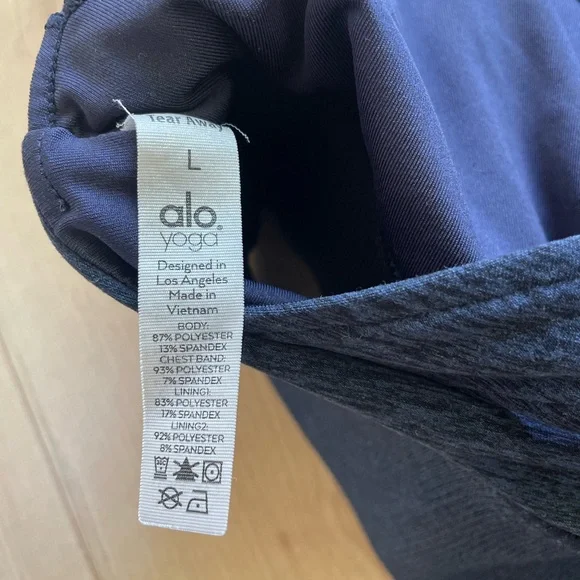 Tear Away
L
alo®
yoga
Designed in
Los Angeles
Made in
Vietnam
BODY:
87% POLYESTER
13% SPANDEX
CHEST BAND:
93% POLYESTER
7% SPANDEX
LINING1:
83% POLYESTER
17% SPANDEX
LINING2:
92% POLYESTER
8% SPANDEX